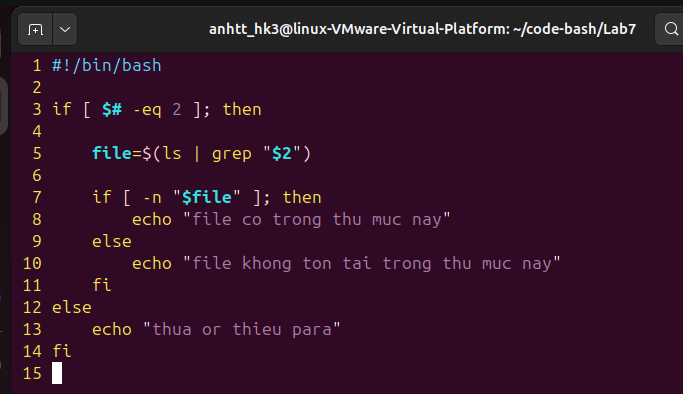 anhtt_hk3@linux-VMware-Virtual-Platform: ~/code-bash/Lab7
1 #!/bin/bash
2
3 if [ $# -eq 2 ]; then
4
5     file=$(ls | grep "$2")
6
7     if [ -n "$file" ]; then
8         echo "file co trong thu muc nay"
9     else
10         echo "file khong ton tai trong thu muc nay"
11     fi
12 else
13     echo "thua or thieu para"
14 fi
15